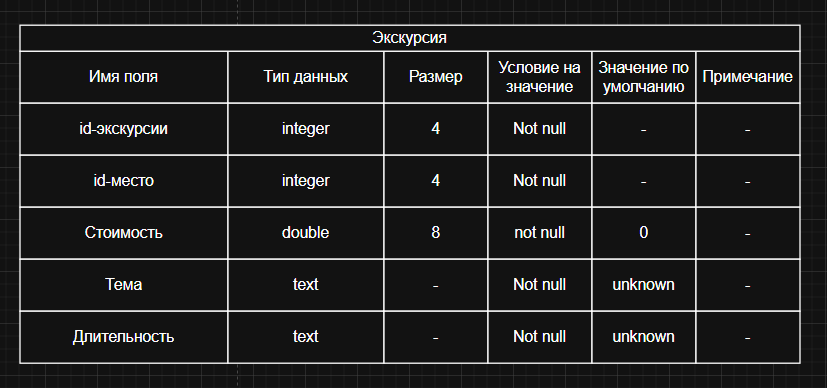 Экскурсия
Имя поля Тип данных Размер Условие на значение Значение по умолчанию Примечание
id-экскурсии integer 4 Not null - -
id-место integer 4 Not null - -
Стоимость double 8 not null 0 -
Тема text - Not null unknown -
Длительность text - Not null unknown -